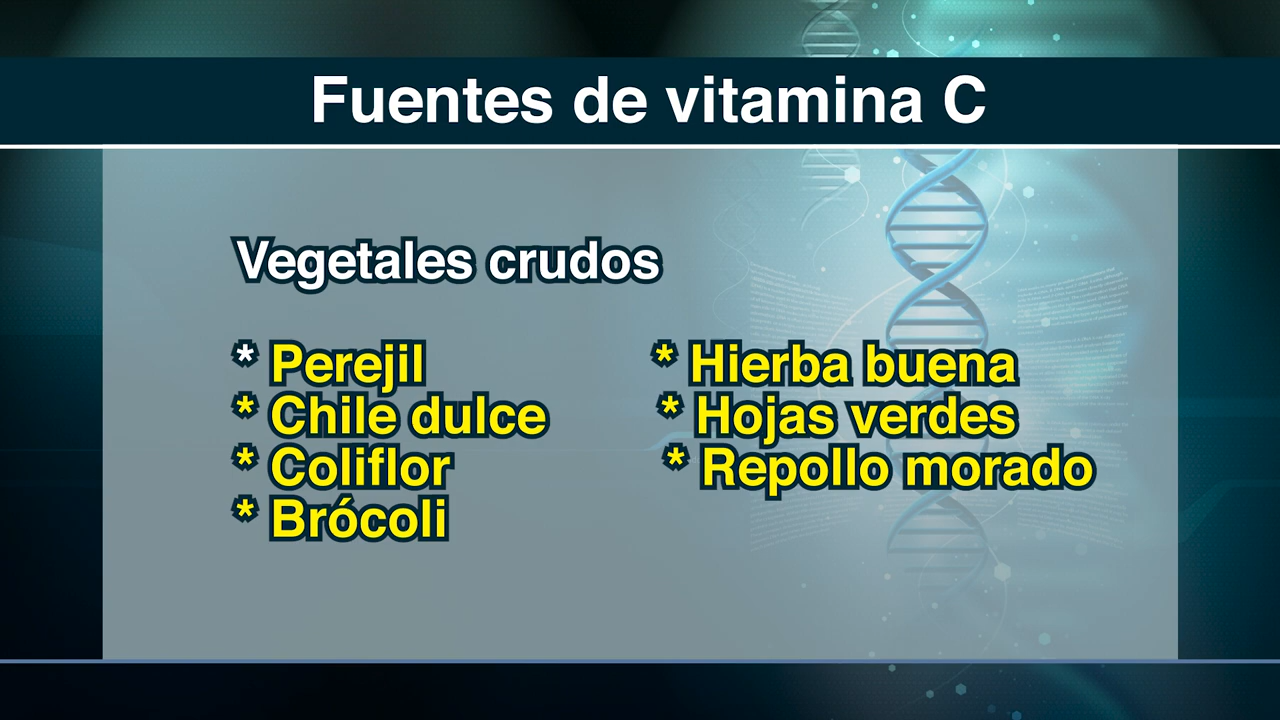 Fuentes de vitamina C
Vegetales crudos
* Perejil
* Chile dulce
* Coliflor
* Brócoli
* Hierba buena
* Hojas verdes
* Repollo morado